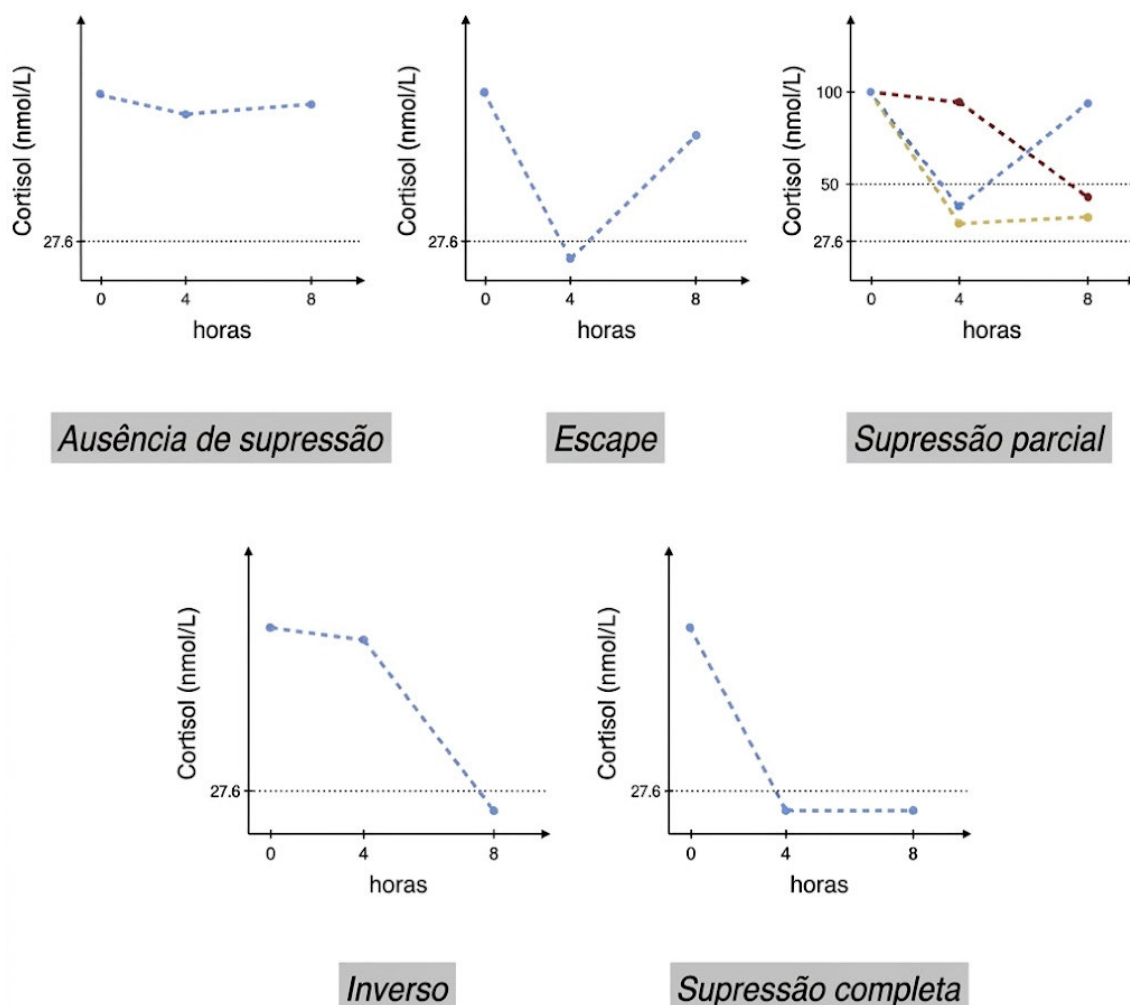 Cortisol (nmol/L)
27.6
0 4 8
horas
Ausência de supressão
Cortisol (nmol/L)
27.6
0 4 8
horas
Escape
Cortisol (nmol/L)
100
50
27.6
0 4 8
horas
Supressão parcial
Cortisol (nmol/L)
27.6
0 4 8
horas
Inverso
Cortisol (nmol/L)
27.6
0 4 8
horas
Supressão completa